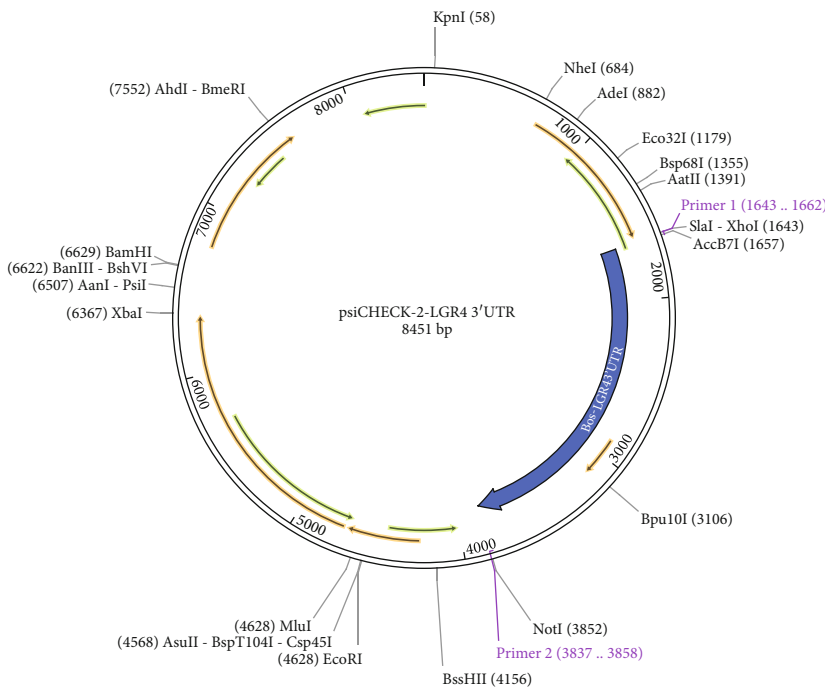 KpnI (58)
NheI (684)
AdeI (882)
Eco32I (1179)
Bsp68I (1355)
AatII (1391)
Primer 1 (1643 .. 1662)
SlaI - XhoI (1643)
AccB7I (1657)
Bpu10I (3106)
NotI (3852)
Primer 2 (3837 .. 3858)
BssHII (4156)
(4628) EcoRI
(4568) AsuII - BspT104I - Csp45I
(4628) MluI
(6367) XbaI
(6507) AanI - PsiI
(6622) BanIII - BshVI
(6629) BamHI
(7552) AhdI - BmeRI
1000
2000
3000
4000
5000
6000
7000
8000
Bos-LGR43'UTR
psiCHECK-2-LGR4 3′UTR
8451 bp